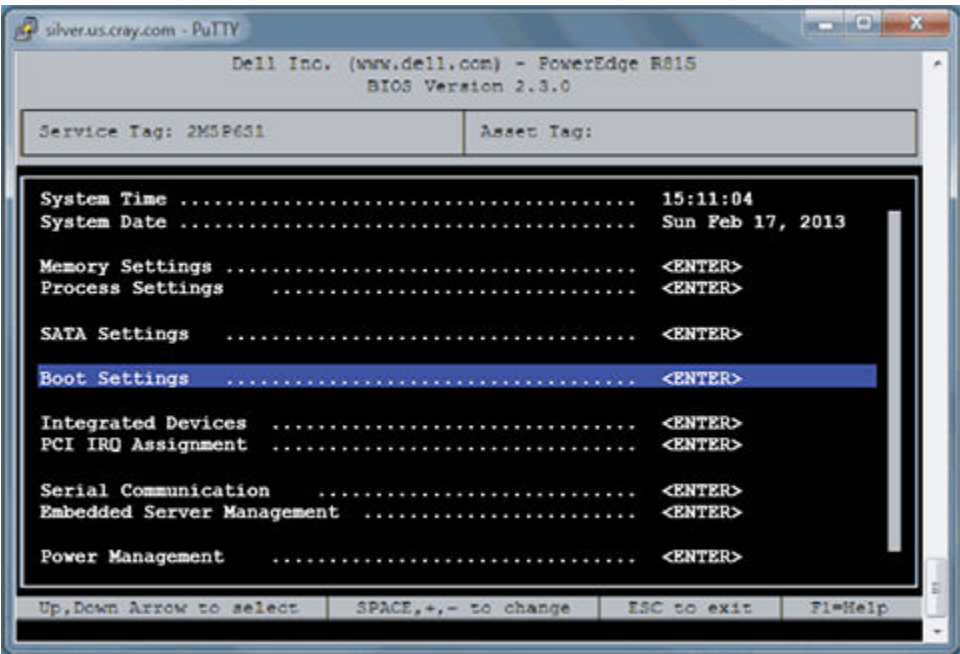 silver.us.cray.com - PuTTY
Dell Inc. (www.dell.com) - PowerEdge R815
BIOS Version 2.3.0
Service Tag: 2M5P6S1 Asset Tag:
System Time ........................................ 15:11:04
System Date ........................................ Sun Feb 17, 2013
Memory Settings .................................... <ENTER>
Process Settings ................................ <ENTER>
SATA Settings .................................... <ENTER>
Boot Settings .................................... <ENTER>
Integrated Devices ................................ <ENTER>
PCI IRQ Assignment ................................ <ENTER>
Serial Communication ............................ <ENTER>
Embedded Server Management ........................ <ENTER>
Power Management ................................ <ENTER>
Up,Down Arrow to select SPACE,+,- to change ESC to exit F1=Help